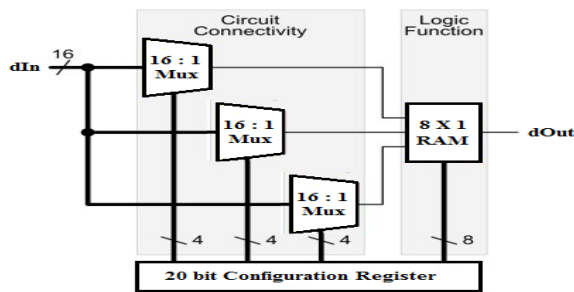 Circuit
Connectivity
Logic
Function
16
dIn
16 : 1
Mux
16 : 1
Mux
8 X 1
RAM
dOut
16 : 1
Mux
4
4
4
8
20 bit Configuration Register